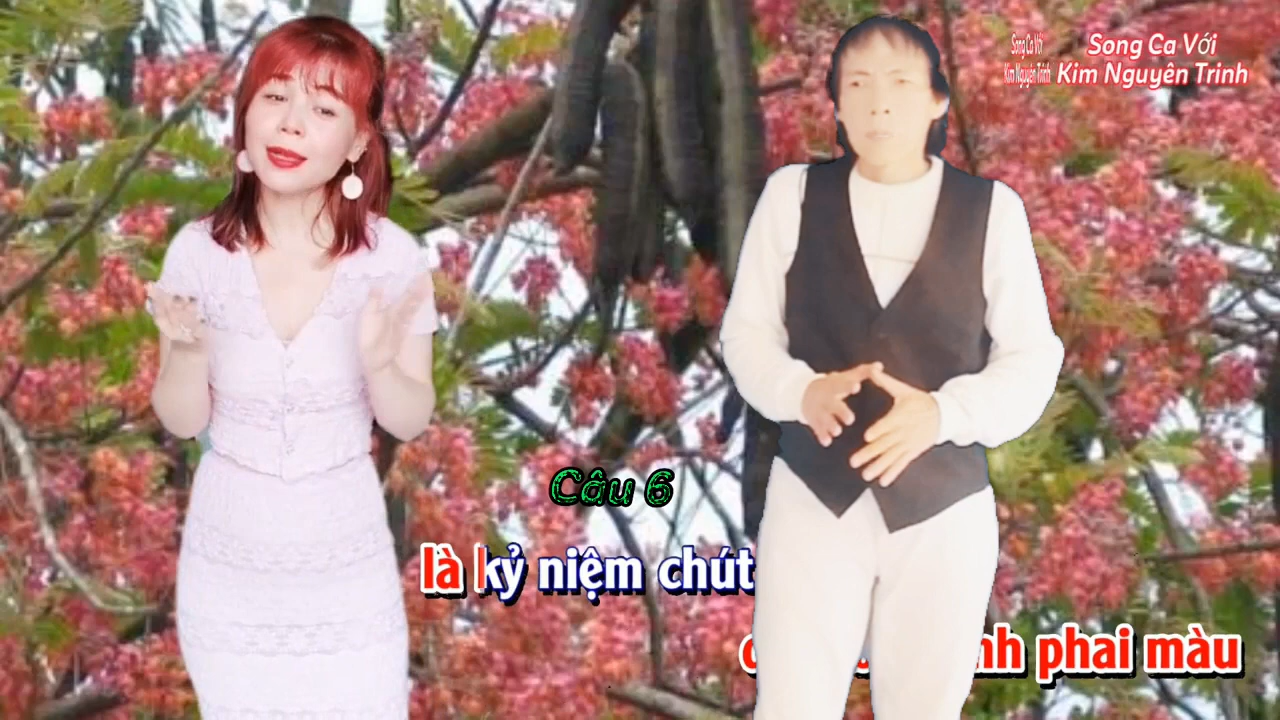 Song Ca Với
Kim Nguyên Trinh
Song Ca Với
Kim Nguyên Trinh
Câu 6
là kỷ niệm chút
phai màu